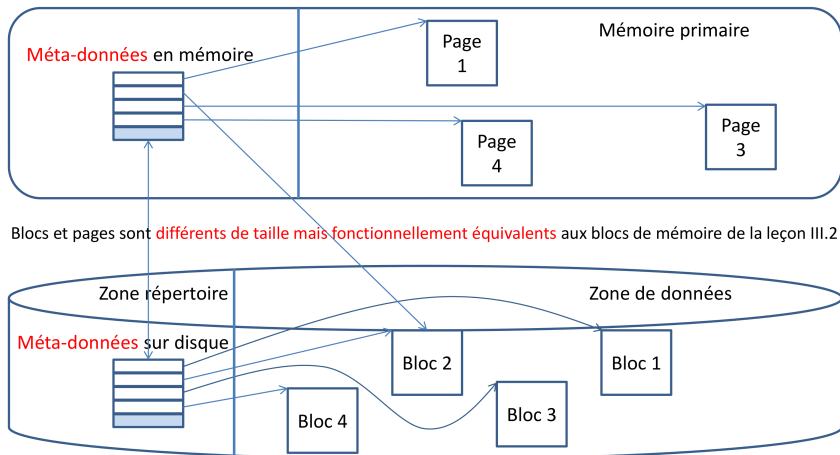 Mémoire primaire
Méta-données en mémoire
Page
1
Page
4
Page
3
Blocs et pages sont différents de taille mais fonctionnellement équivalents aux blocs de mémoire de la leçon III.2
Zone répertoire
Zone de données
Méta-données sur disque
Bloc 2
Bloc 1
Bloc 4
Bloc 3